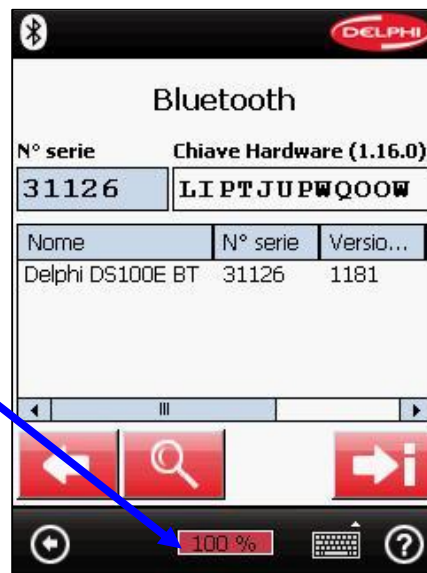 DELPHI
Bluetooth
N° serie Chiave Hardware (1.16.0)
31126 LIPTJUPWQOOW
Nome N° serie Versio...
Delphi DS100E BT 31126 1181
i
100 %
?